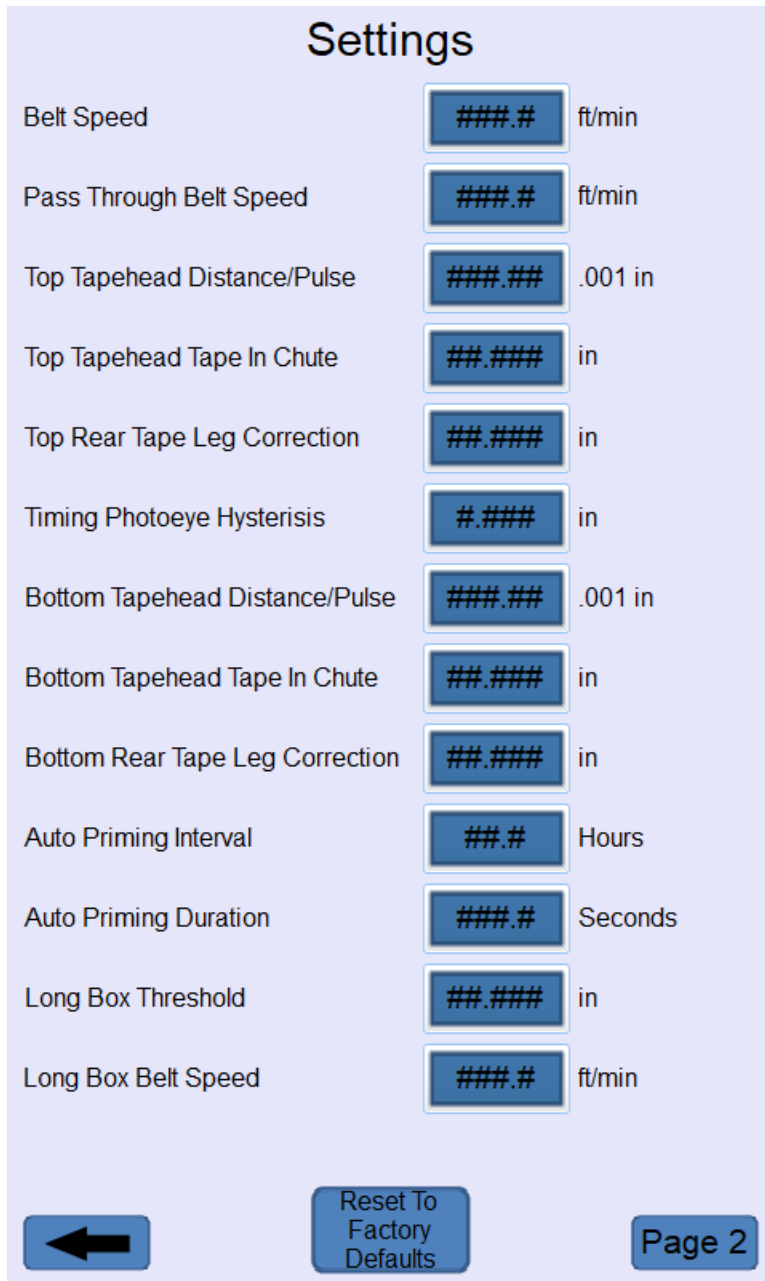 Settings
Belt Speed ###.# ft/min
Pass Through Belt Speed ###.# ft/min
Top Tapehead Distance/Pulse ###.## .001 in
Top Tapehead Tape In Chute ##.### in
Top Rear Tape Leg Correction ##.### in
Timing Photoeye Hysterisis #.### in
Bottom Tapehead Distance/Pulse ###.## .001 in
Bottom Tapehead Tape In Chute ##.### in
Bottom Rear Tape Leg Correction ##.### in
Auto Priming Interval ##.# Hours
Auto Priming Duration ###.# Seconds
Long Box Threshold ##.### in
Long Box Belt Speed ###.# ft/min
Reset To
Factory
Defaults
Page 2